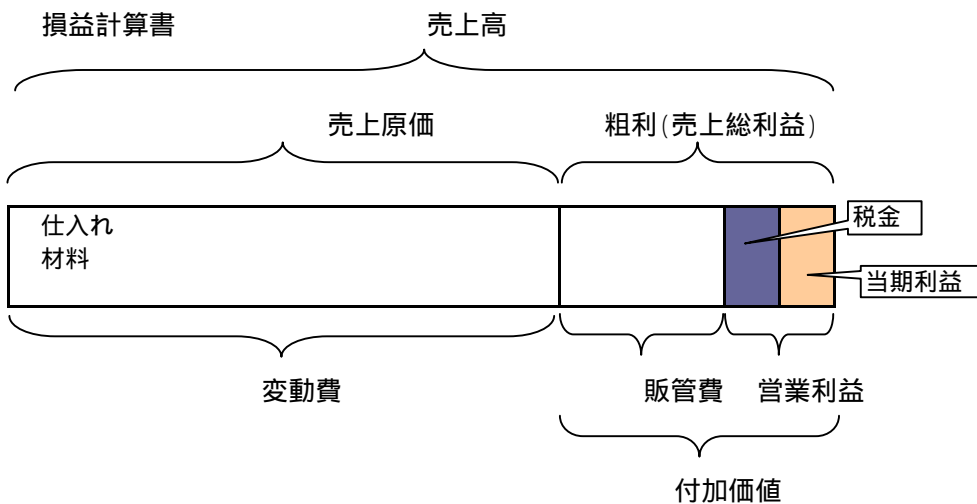 損益計算書
売上高
売上原価
粗利(売上総利益)
仕入れ
材料
税金
当期利益
変動費
販管費
営業利益
付加価値